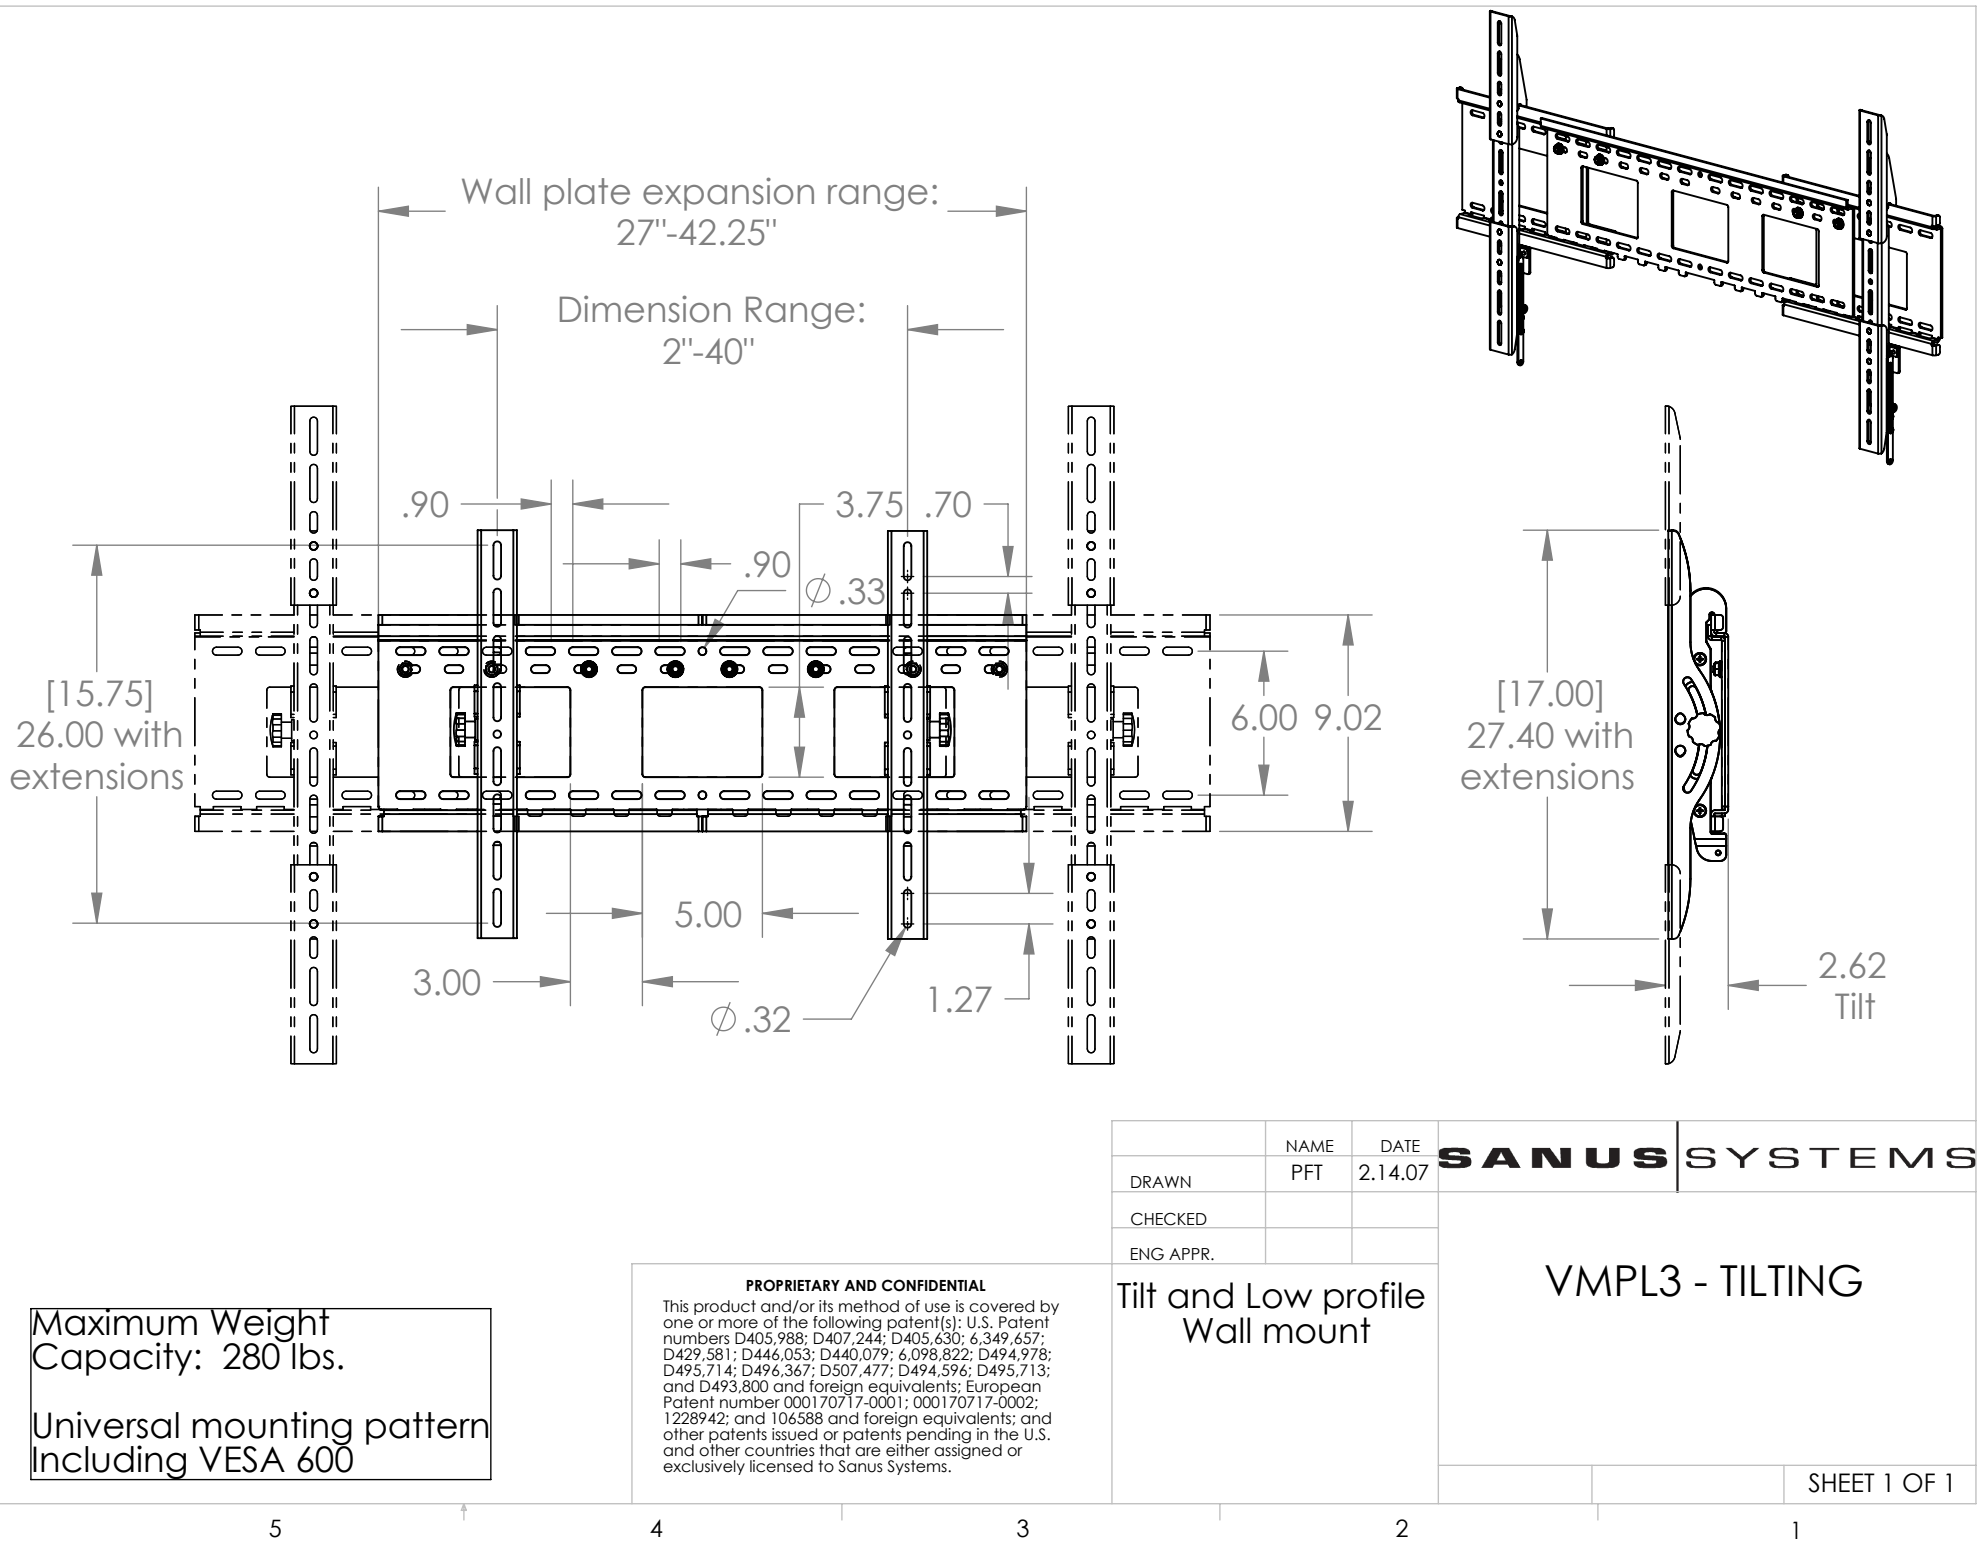 Wall plate expansion range:
27"-42.25"
Dimension Range:
2"-40"
.90
3.75
.70
.90
∅ .33
[15.75]
26.00 with
extensions
6.00
9.02
[17.00]
27.40 with
extensions
5.00
3.00
∅ .32
1.27
2.62
Tilt
NAME
DATE
DRAWN
PFT
2.14.07
CHECKED
ENG APPR.
SANUS SYSTEMS
Tilt and Low profile
Wall mount
VMPL3 - TILTING
SHEET 1 OF 1
PROPRIETARY AND CONFIDENTIAL
This product and/or its method of use is covered by
one or more of the following patent(s): U.S. Patent
numbers D405,988; D407,244; D405,630; 6,349,657;
D429,581; D446,053; D440,079; 6,098,822; D494,978;
D495,714; D496,367; D507,477; D494,596; D495,713;
and D493,800 and foreign equivalents; European
Patent number 000170717-0001; 000170717-0002;
1228942; and 106588 and foreign equivalents; and
other patents issued or patents pending in the U.S.
and other countries that are either assigned or
exclusively licensed to Sanus Systems.
Maximum Weight
Capacity:  280 lbs.
Universal mounting pattern
Including VESA 600
5
4
3
2
1